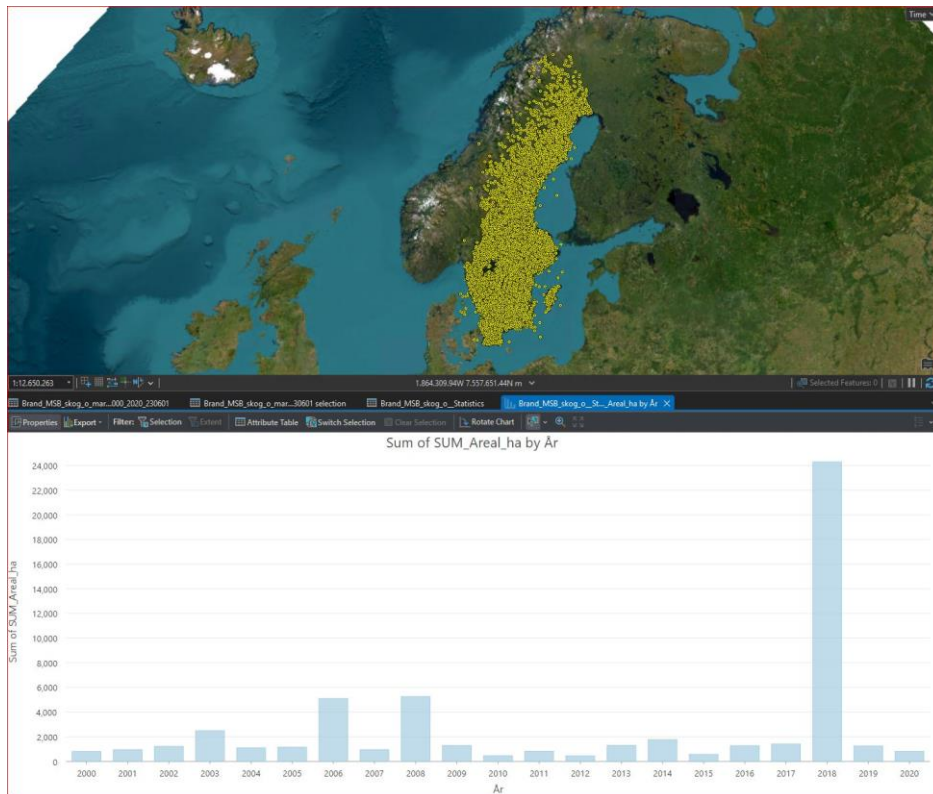 Time
1:12.650.263
1.864.309.94W 7.557.651.44N m
Selected Features: 0
Brand_MSB_skog_o_mar...000_2020_230601
Brand_MSB_skog_o_mar...30601 selection
Brand_MSB_skog_o__Statistics
Brand_MSB_skog_o__St..._Areal_ha by År
Properties Export Filter: Selection Extent Attribute Table Switch Selection Clear Selection Rotate Chart
Sum of SUM_Areal_ha by År
Sum of SUM_Areal_ha
24,000
22,000
20,000
18,000
16,000
14,000
12,000
10,000
8,000
6,000
4,000
2,000
0
2000 2001 2002 2003 2004 2005 2006 2007 2008 2009 2010 2011 2012 2013 2014 2015 2016 2017 2018 2019 2020
År